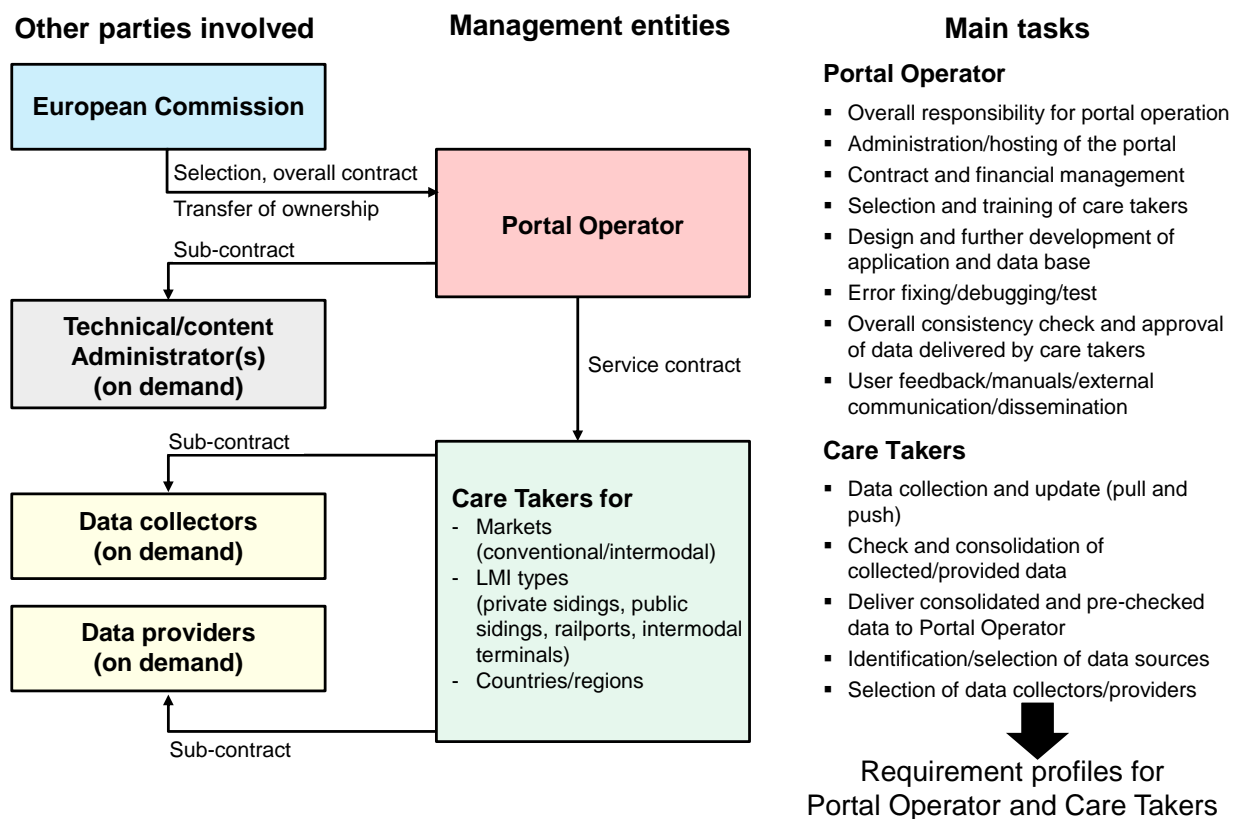 Other parties involved
Management entities
Main tasks
European Commission
Selection, overall contract
Transfer of ownership
Portal Operator
Sub-contract
Technical/content
Administrator(s)
(on demand)
Service contract
Sub-contract
Data collectors
(on demand)
Data providers
(on demand)
Sub-contract
Care Takers for
- Markets
(conventional/intermodal)
- LMI types
(private sidings, public
sidings, railports, intermodal
terminals)
- Countries/regions
Portal Operator
▪ Overall responsibility for portal operation
▪ Administration/hosting of the portal
▪ Contract and financial management
▪ Selection and training of care takers
▪ Design and further development of
application and data base
▪ Error fixing/debugging/test
▪ Overall consistency check and approval
of data delivered by care takers
▪ User feedback/manuals/external
communication/dissemination
Care Takers
▪ Data collection and update (pull and
push)
▪ Check and consolidation of
collected/provided data
▪ Deliver consolidated and pre-checked
data to Portal Operator
▪ Identification/selection of data sources
▪ Selection of data collectors/providers
Requirement profiles for
Portal Operator and Care Takers